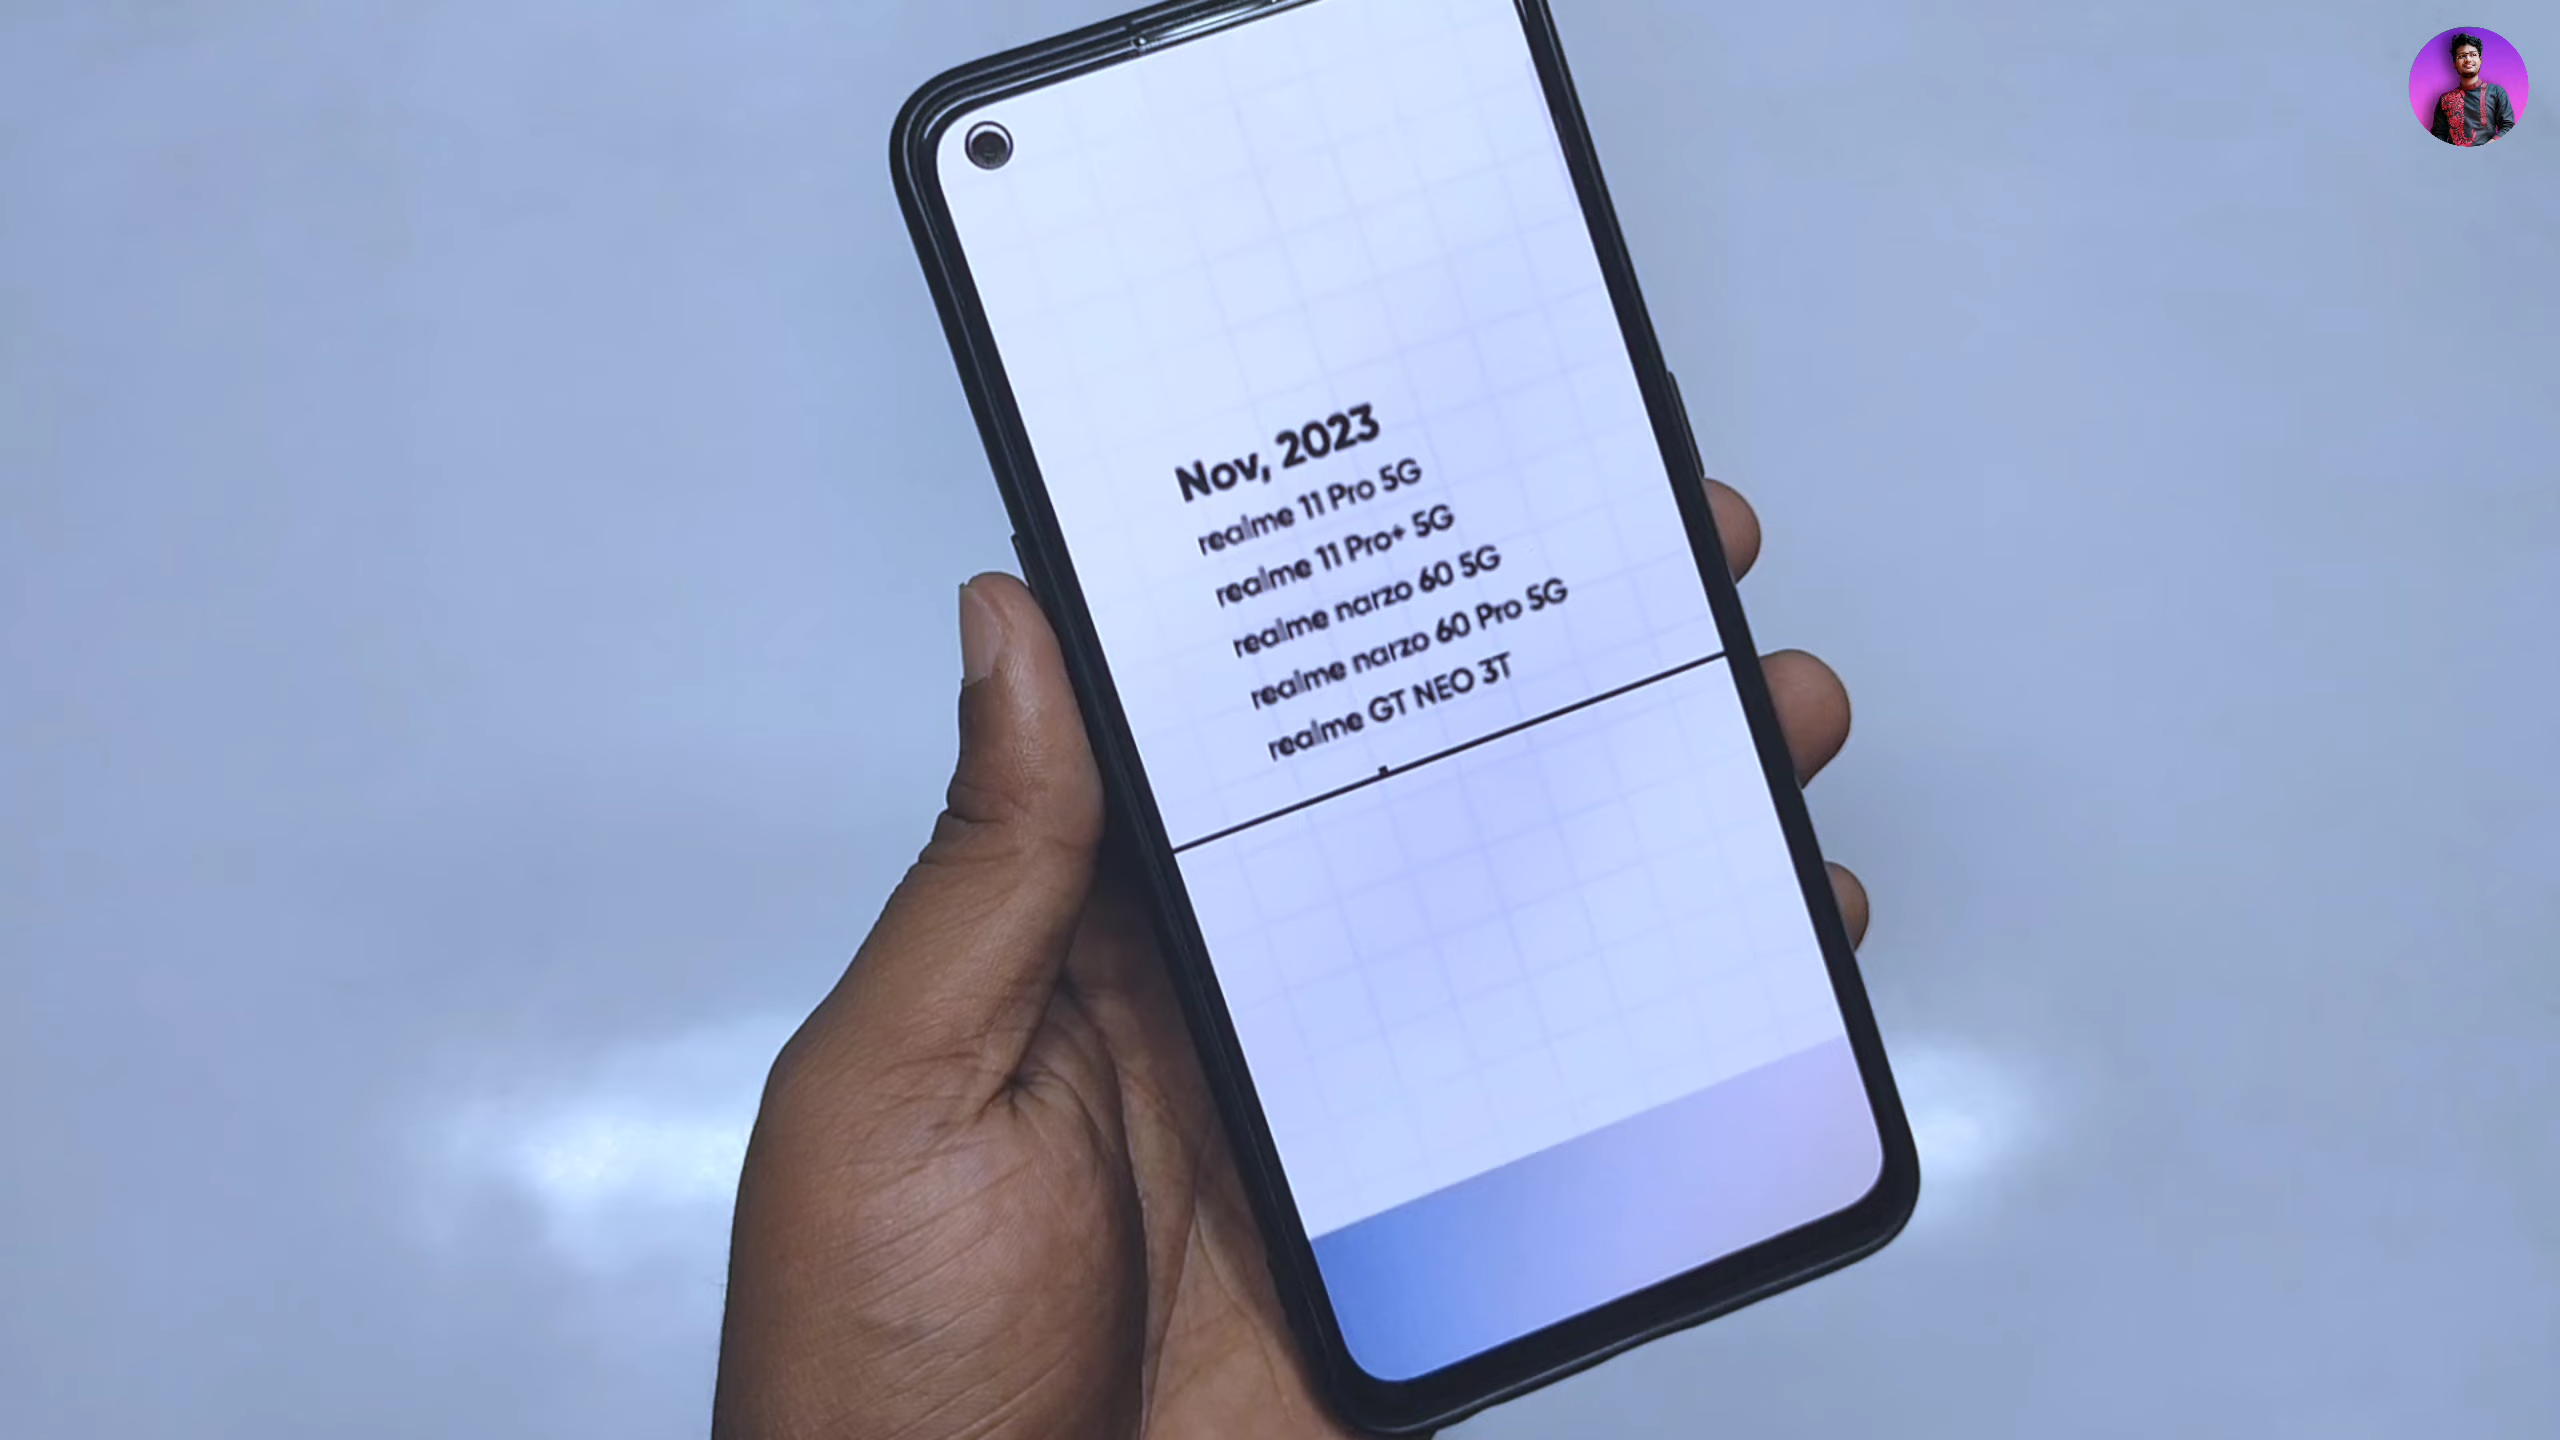 Nov, 2023
realme 11 Pro 5G
realme 11 Pro+ 5G
realme narzo 60 5G
realme narzo 60 Pro 5G
realme GT NEO 3T